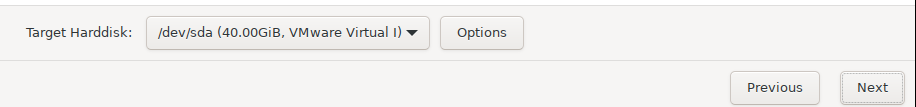 Target Harddisk: /dev/sda (40.00GiB, VMware Virtual I) Options
Previous Next